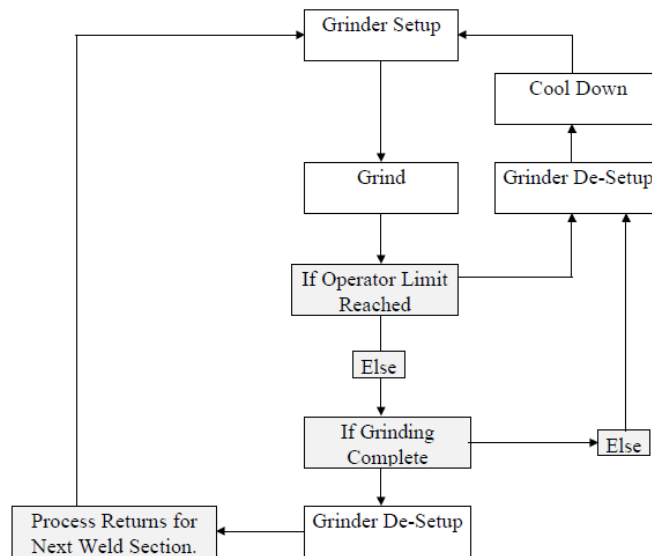 Grinder Setup
Cool Down
Grind
Grinder De-Setup
If Operator Limit
Reached
Else
If Grinding
Complete
Else
Process Returns for
Next Weld Section.
Grinder De-Setup